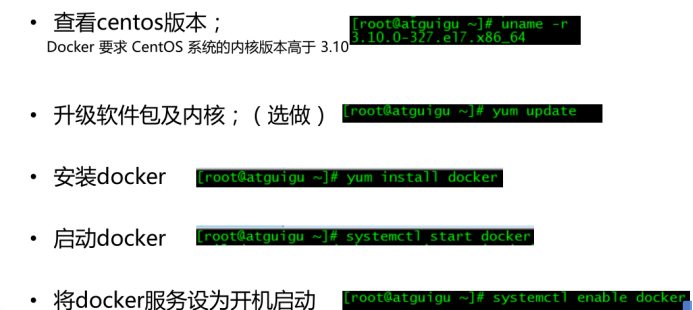 • 查看centos版本； [root@atguigu ~]# uname -r
3.10.0-327.el7.x86_64
Docker 要求 CentOS 系统的内核版本高于 3.10
• 升级软件包及内核；（选做） [root@atguigu ~]# yum update
• 安装docker [root@atguigu ~]# yum install docker
• 启动docker [root@atguigu ~]# systemctl start docker
• 将docker服务设为开机启动 [root@atguigu ~]# systemctl enable docker